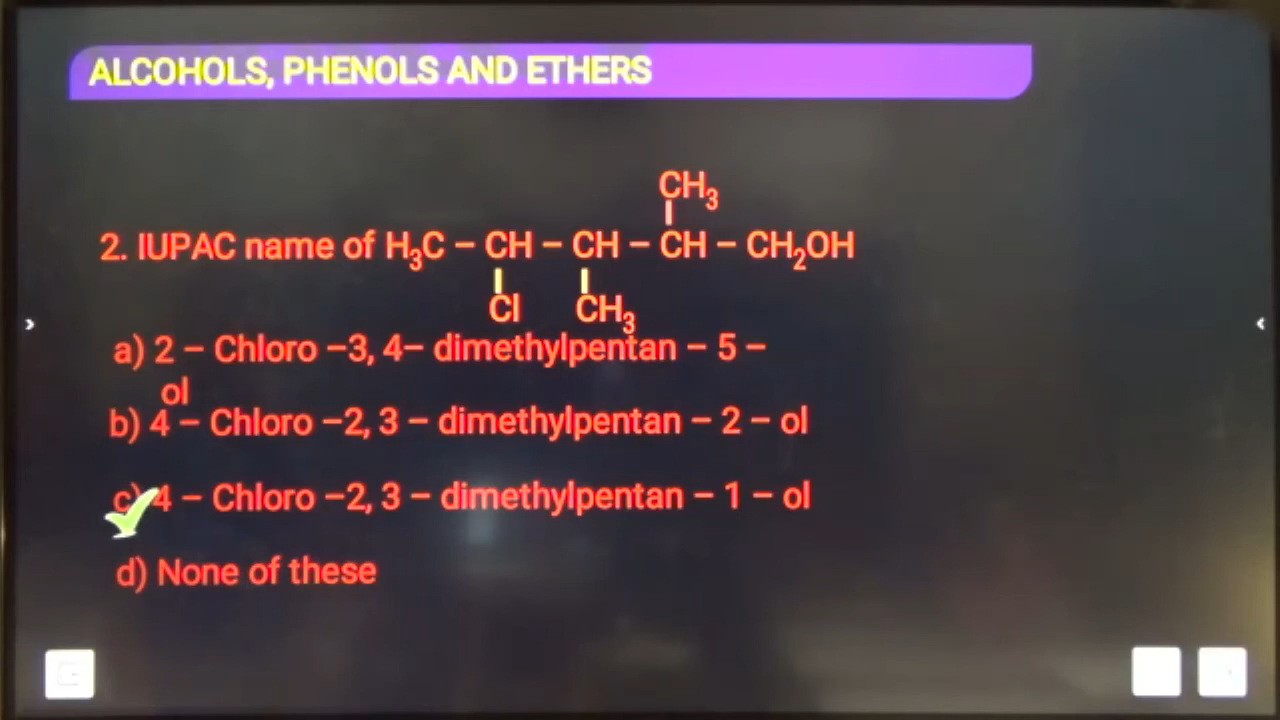 ALCOHOLS, PHENOLS AND ETHERS
CH₃
2. IUPAC name of H₃C – CH – CH – CH – CH₂OH
Cl CH₃
a) 2 – Chloro –3, 4– dimethylpentan – 5 –
ol
b) 4 – Chloro –2, 3 – dimethylpentan – 2 – ol
c) 4 – Chloro –2, 3 – dimethylpentan – 1 – ol
d) None of these